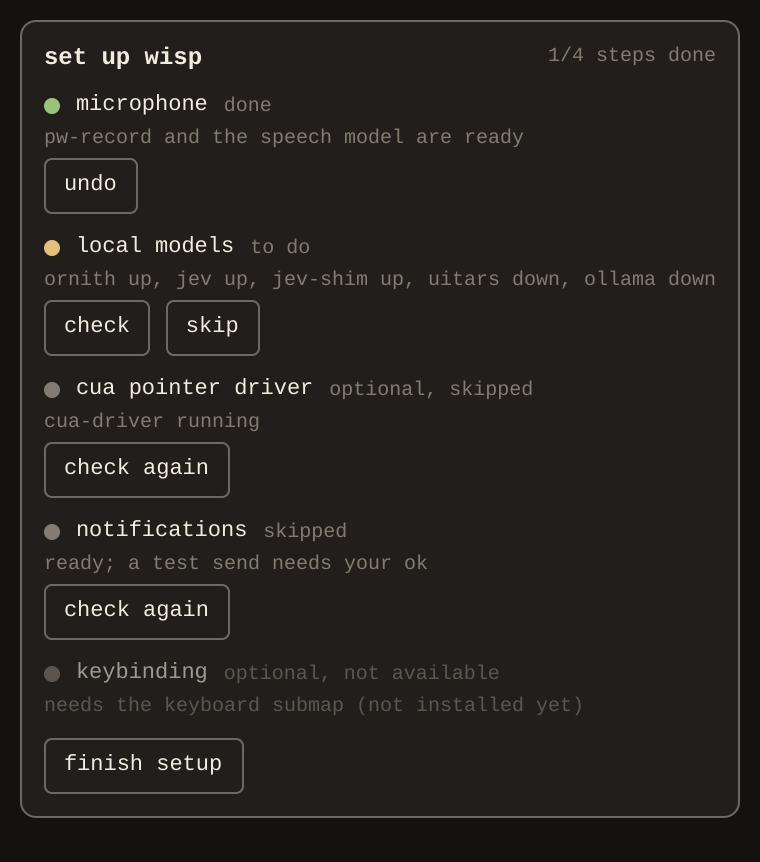 set up wisp
1/4 steps done
microphone done
pw-record and the speech model are ready
undo
local models to do
ornith up, jev up, jev-shim up, uitars down, ollama down
check skip
cua pointer driver optional, skipped
cua-driver running
check again
notifications skipped
ready; a test send needs your ok
check again
keybinding optional, not available
needs the keyboard submap (not installed yet)
finish setup